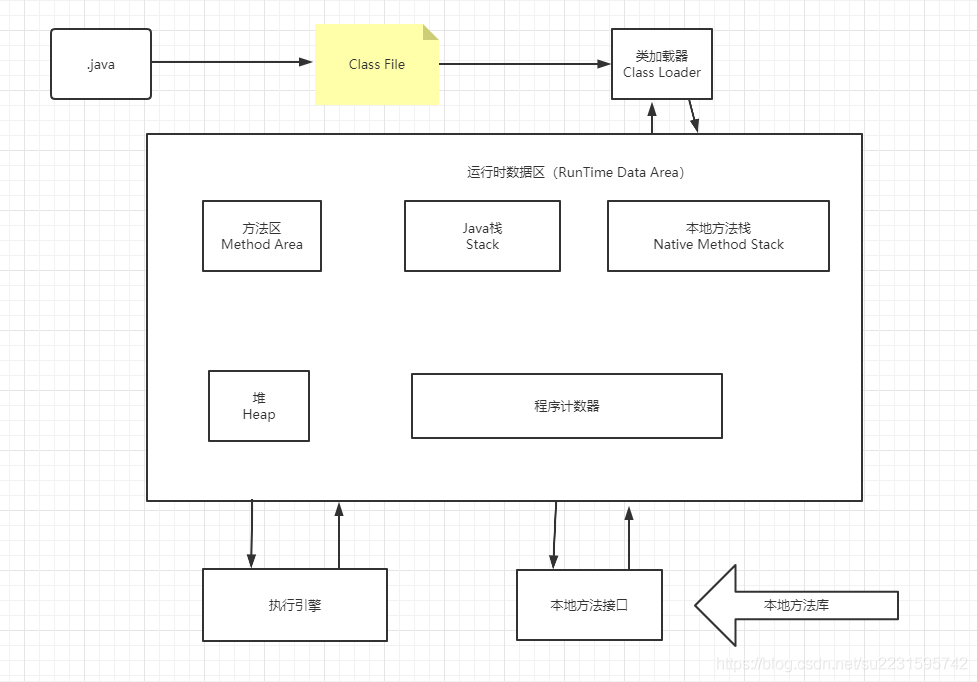 .java
Class File
类加载器
Class Loader
运行时数据区（RunTime Data Area）
方法区
Method Area
Java栈
Stack
本地方法栈
Native Method Stack
堆
Heap
程序计数器
执行引擎
本地方法接口
本地方法库
https://blog.csdn.net/su2231595742